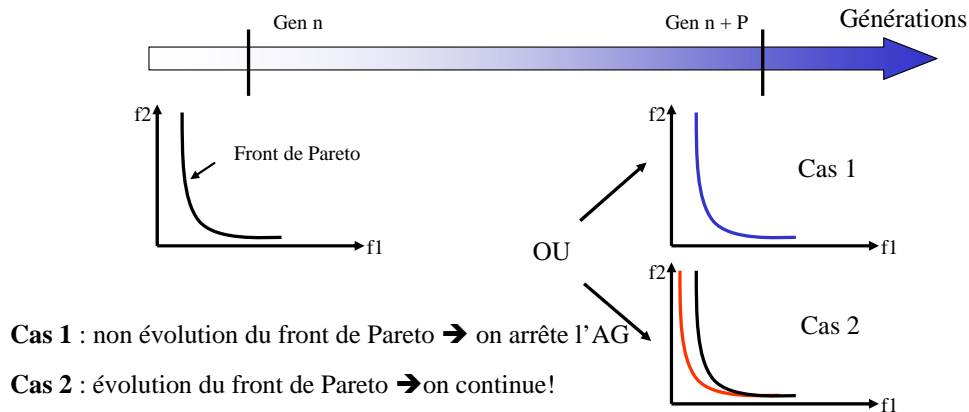 Générations
Gen n
Gen n + P
f2
Front de Pareto
f1
f2
Cas 1
f1
OU
f2
Cas 2
f1
Cas 1 : non évolution du front de Pareto ➔ on arrête l'AG
Cas 2 : évolution du front de Pareto ➔on continue!